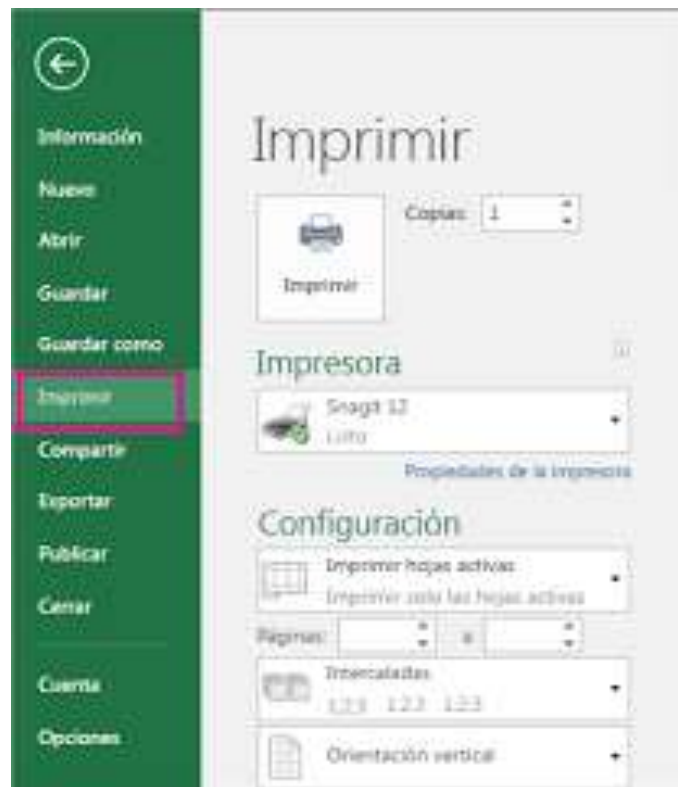 Información
Nuevo
Abrir
Guardar
Guardar como
Imprimir
Compartir
Exportar
Publicar
Cerrar
Cuenta
Opciones
Imprimir
Copias: 1
Imprimir
Impresora
Snagit 12
Listo
Propiedades de la impresora
Configuración
Imprimir hojas activas
Imprimir solo las hojas activas
Páginas: a
Intercaladas
1,2,3 1,2,3 1,2,3
Orientación vertical